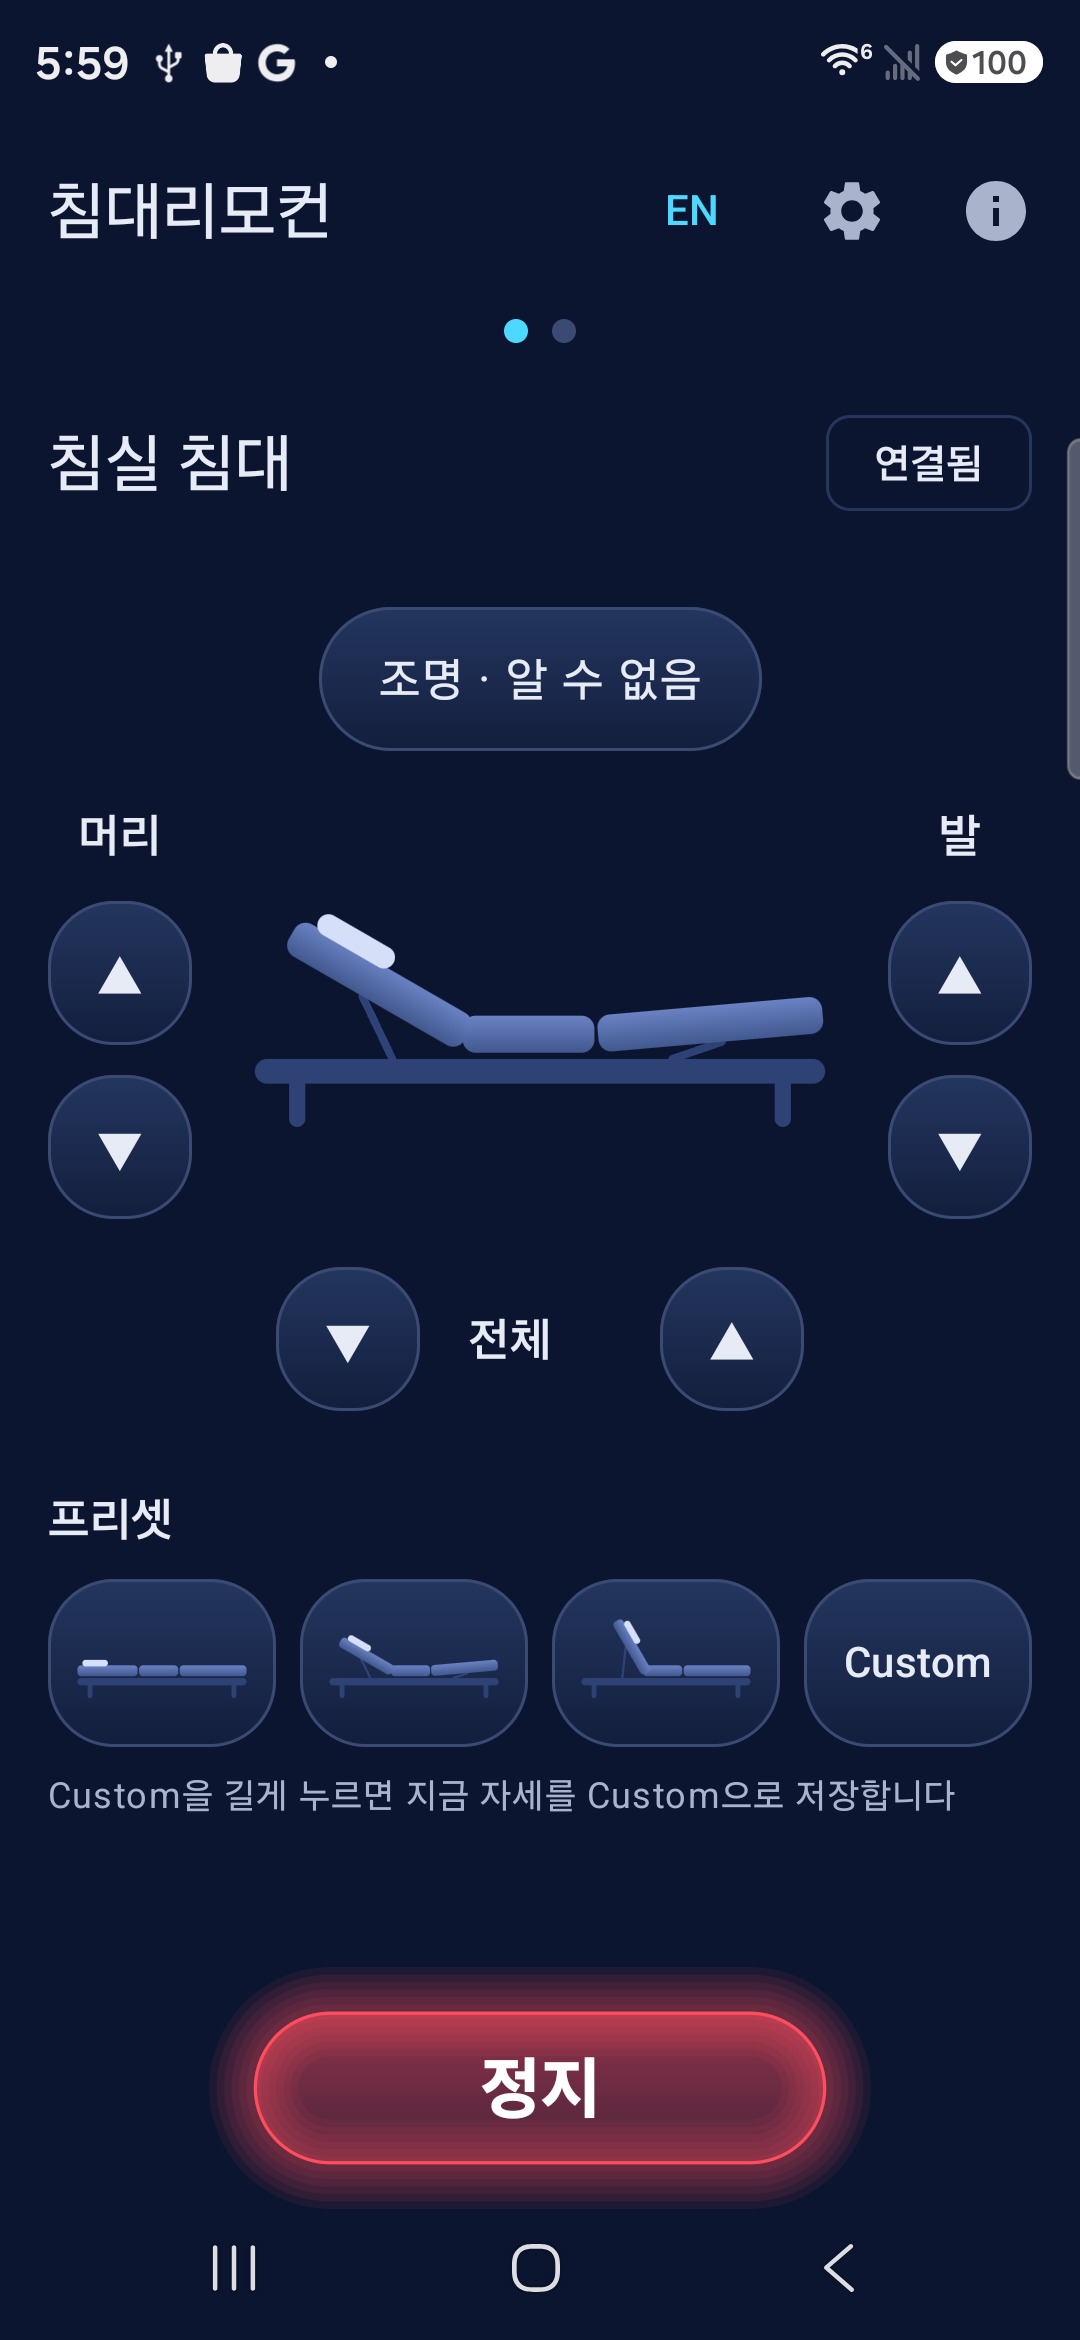 5:59
6
100
침대리모컨
EN
침실 침대
연결됨
조명 · 알 수 없음
머리
발
전체
프리셋
Custom
Custom을 길게 누르면 지금 자세를 Custom으로 저장합니다
정지